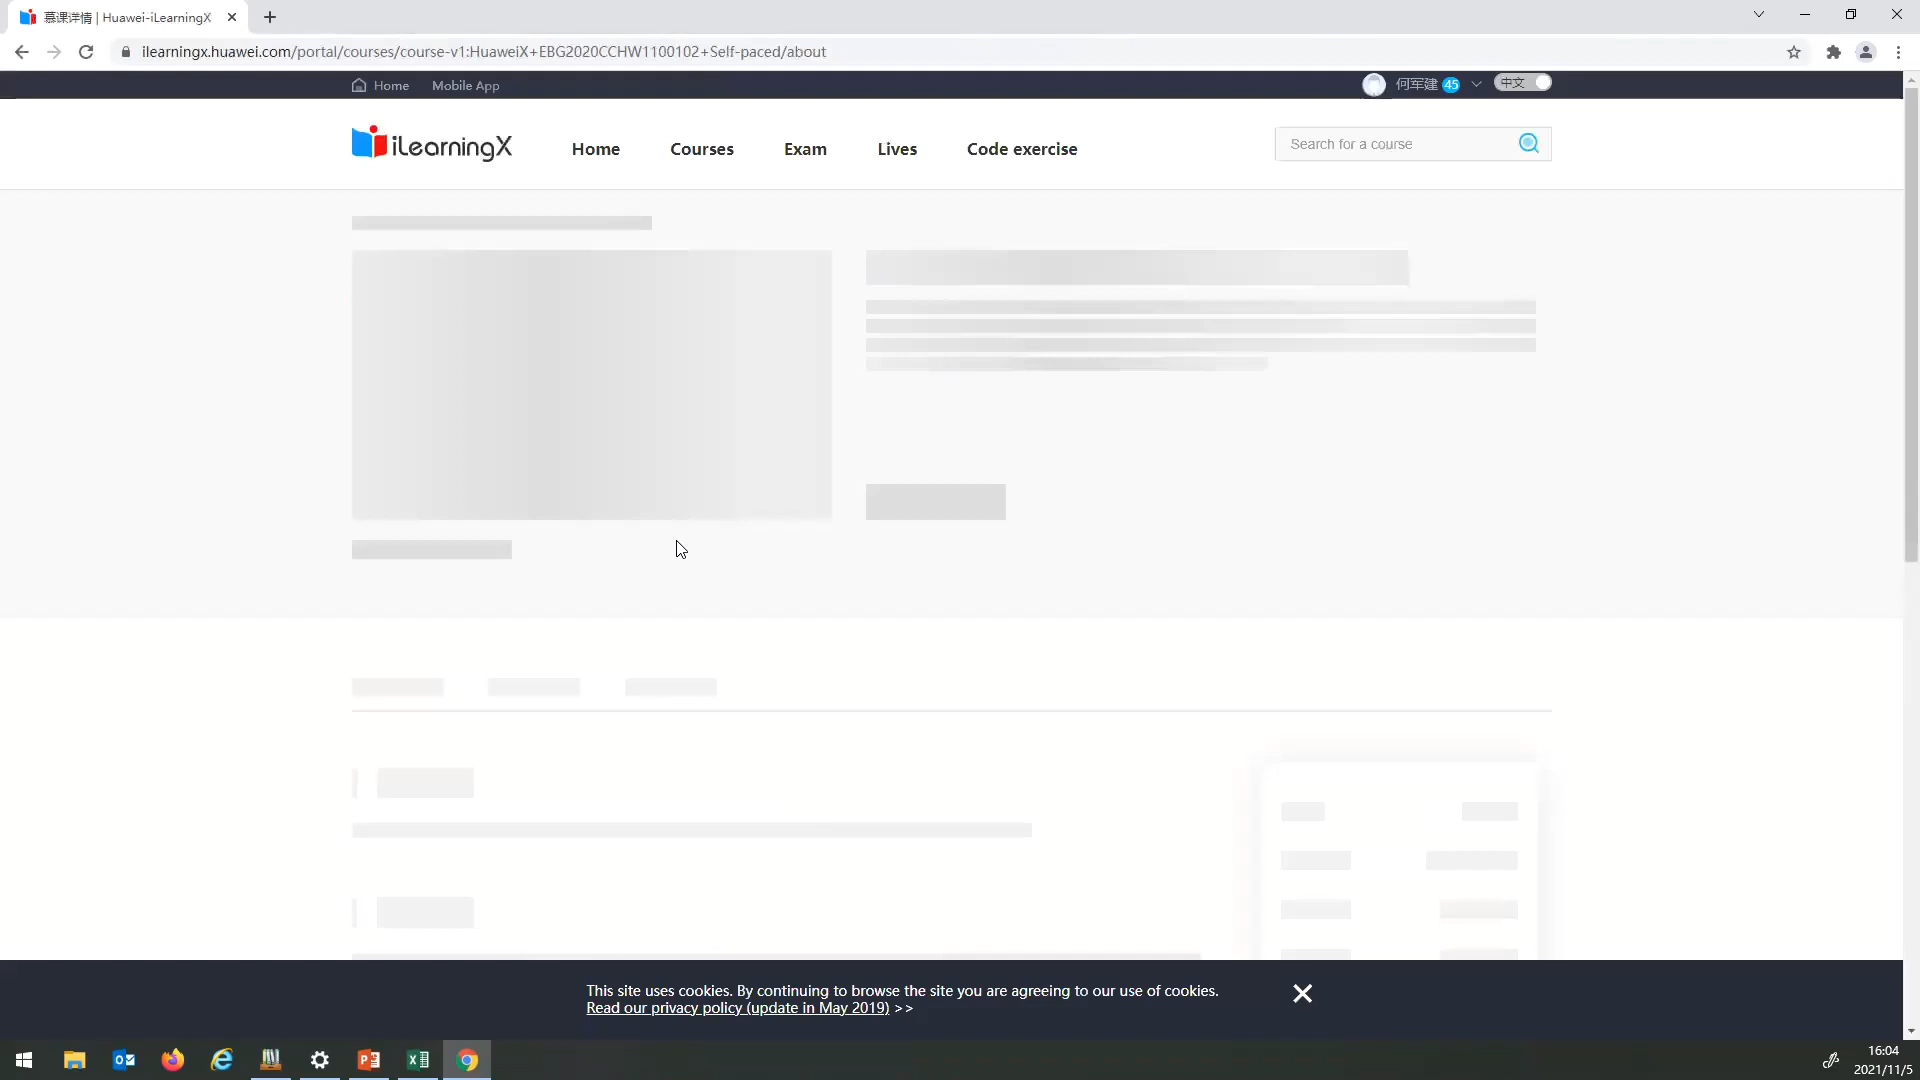 慕课详情 | Huawei-iLearningX
ilearningx.huawei.com/portal/courses/course-v1:HuaweiX+EBG2020CCHW1100102+Self-paced/about
Home Mobile App 何军建 45 中文
iLearningX Home Courses Exam Lives Code exercise Search for a course
This site uses cookies. By continuing to browse the site you are agreeing to our use of cookies.
Read our privacy policy (update in May 2019) >>
16:04
2021/11/5